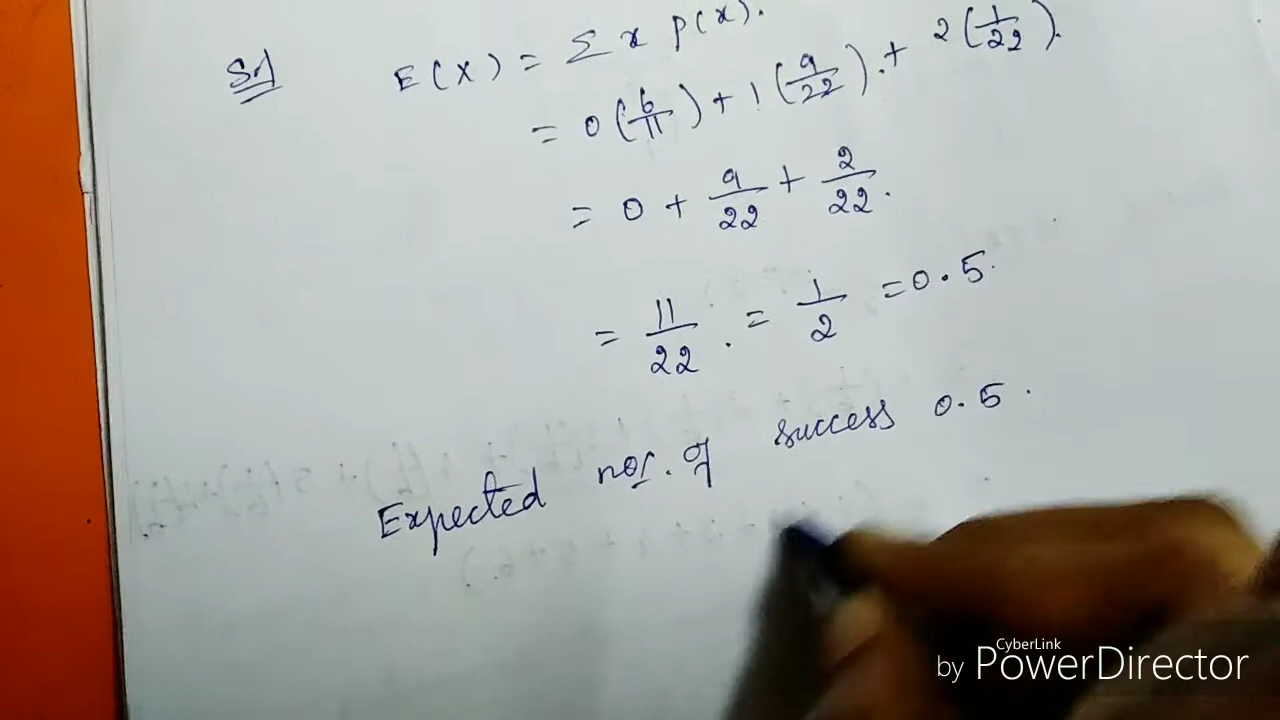 Sol E(X) = Σ x p(x).
= 0(6/11) + 1(9/22). + 2(1/22).
= 0 + 9/22 + 2/22.
= 11/22. = 1/2 = 0.5.
Expected nos. of success 0.5.
CyberLink
by PowerDirector